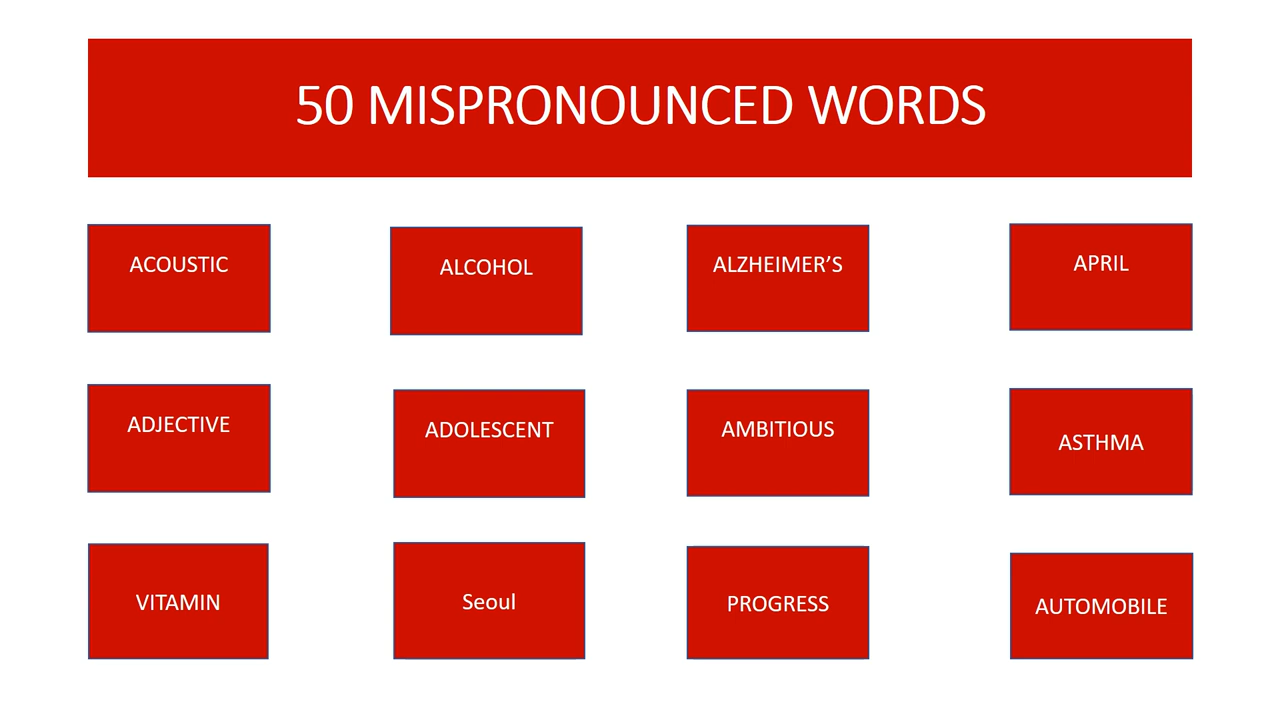 50 MISPRONOUNCED WORDS
ACOUSTIC
ALCOHOL
ALZHEIMER’S
APRIL
ADJECTIVE
ADOLESCENT
AMBITIOUS
ASTHMA
VITAMIN
Seoul
PROGRESS
AUTOMOBILE